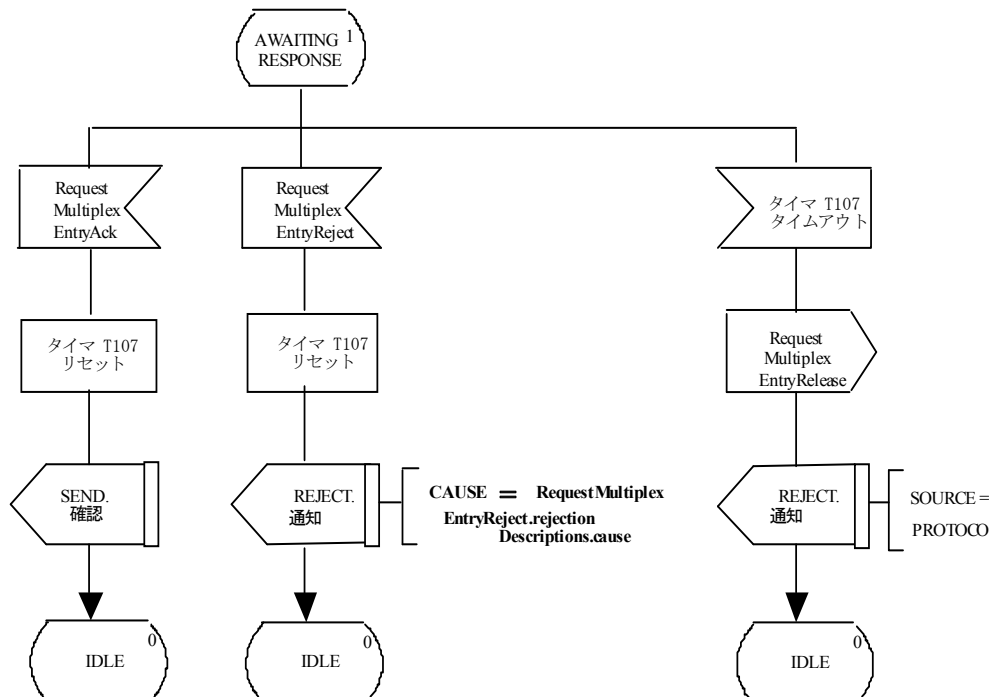 AWAITING 1
RESPONSE
Request
Multiplex
EntryAck
Request
Multiplex
EntryReject
タイマ T107
タイムアウト
タイマ T107
リセット
タイマ T107
リセット
Request
Multiplex
EntryRelease
SEND.
確認
REJECT.
通知
CAUSE = RequestMultiplex
EntryReject.rejection
Descriptions.cause
REJECT.
通知
SOURCE =
PROTOCO
0
IDLE
0
IDLE
0
IDLE